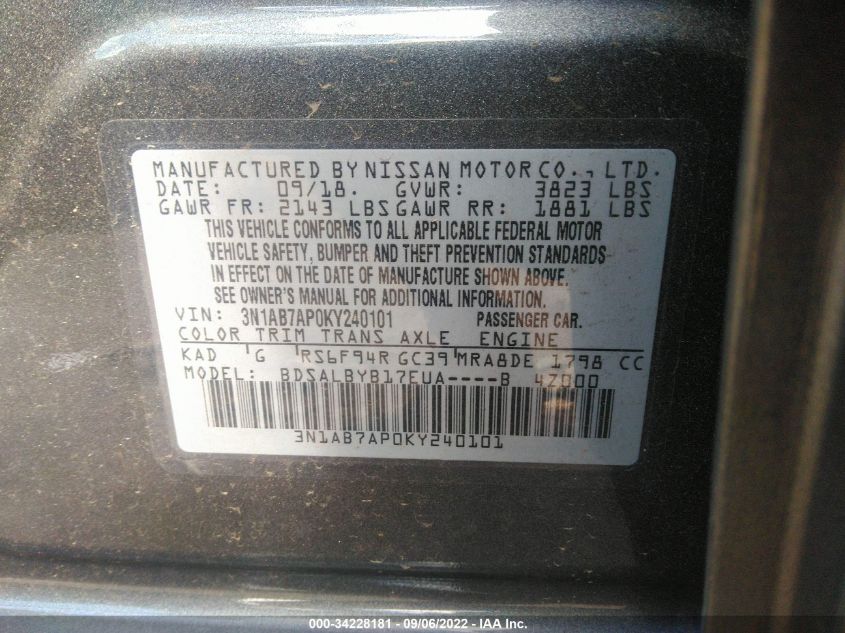 MANUFACTURED BY NISSAN MOTOR CO., LTD.
DATE: 09/18. GVWR: 3823 LBS
GAWR FR: 2143 LBS GAWR RR: 1881 LBS
THIS VEHICLE CONFORMS TO ALL APPLICABLE FEDERAL MOTOR
VEHICLE SAFETY, BUMPER AND THEFT PREVENTION STANDARDS
IN EFFECT ON THE DATE OF MANUFACTURE SHOWN ABOVE.
SEE OWNER'S MANUAL FOR ADDITIONAL INFORMATION.
VIN: 3N1AB7AP0KY240101 PASSENGER CAR.
COLOR TRIM TRANS AXLE ENGINE
KAD G RS6F94R GC39 MRA8DE 1798 CC
MODEL: BDSALBYB17EUA----B 4Z000
3N1AB7AP0KY240101
000-34228181 - 09/06/2022 - IAA Inc.